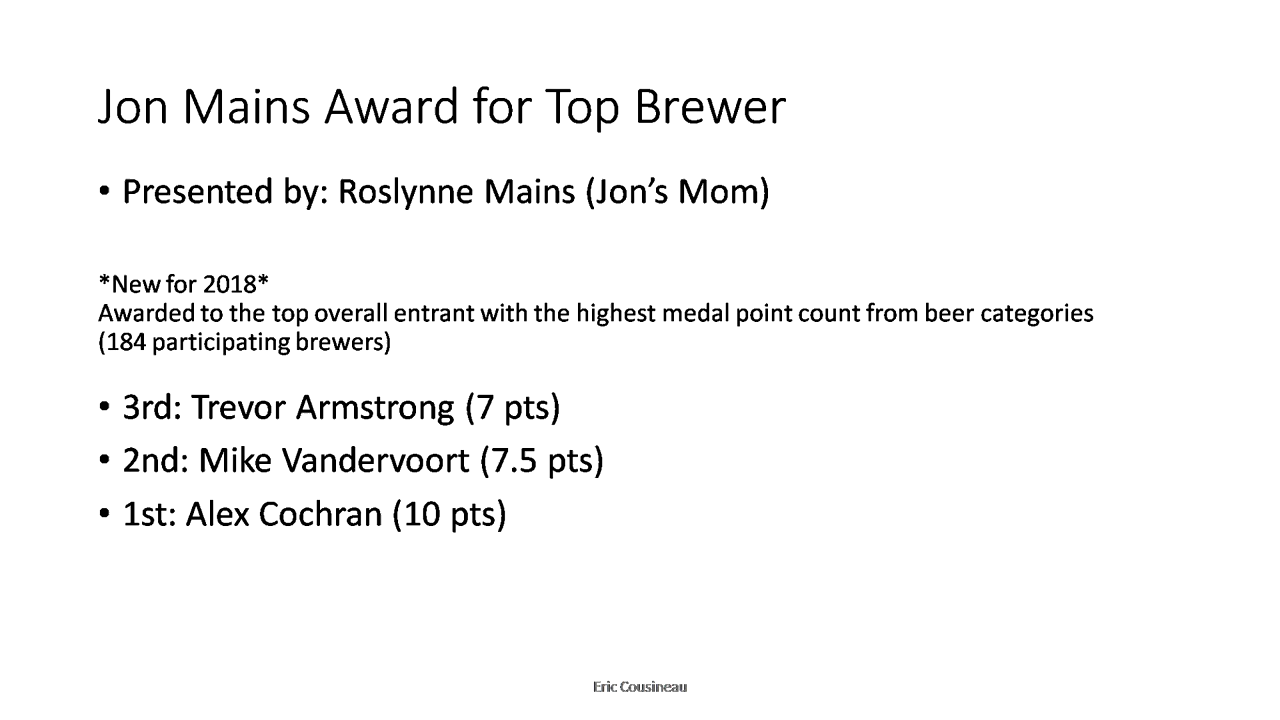 Jon Mains Award for Top Brewer
• Presented by: Roslynne Mains (Jon’s Mom)
*New for 2018*
Awarded to the top overall entrant with the highest medal point count from beer categories
(184 participating brewers)
• 3rd: Trevor Armstrong (7 pts)
• 2nd: Mike Vandervoort (7.5 pts)
• 1st: Alex Cochran (10 pts)
Eric Cousineau